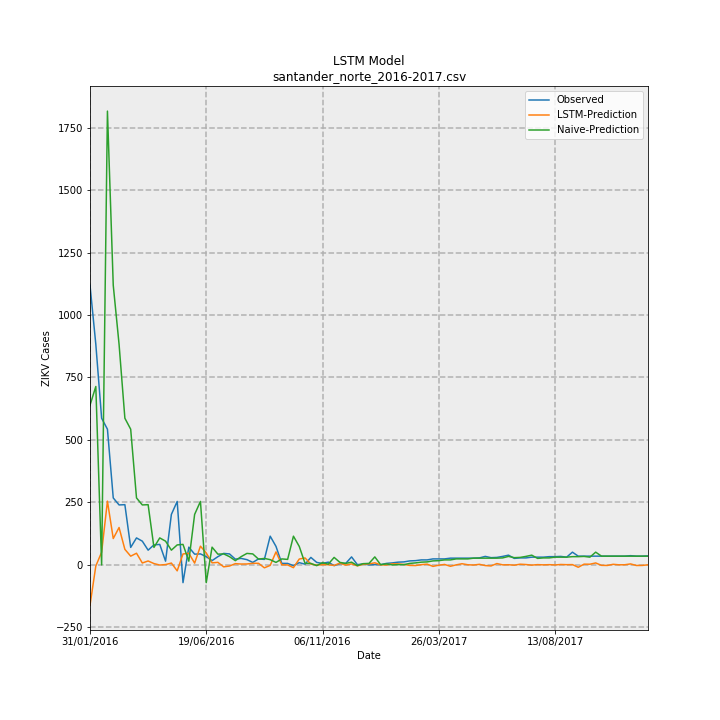 LSTM Model
santander_norte_2016-2017.csv
Observed
LSTM-Prediction
Naive-Prediction
1750
1500
1250
1000
750
500
250
0
−250
ZIKV Cases
31/01/2016
19/06/2016
06/11/2016
26/03/2017
13/08/2017
Date